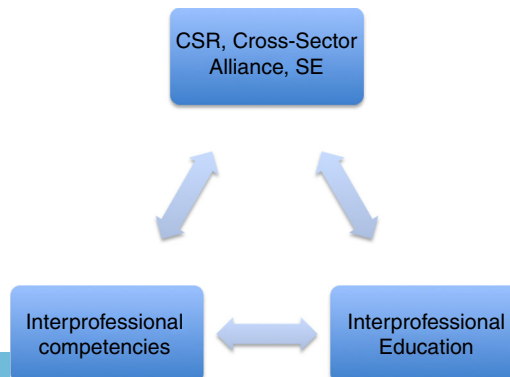 CSR, Cross-Sector
Alliance, SE
Interprofessional
competencies
Interprofessional
Education